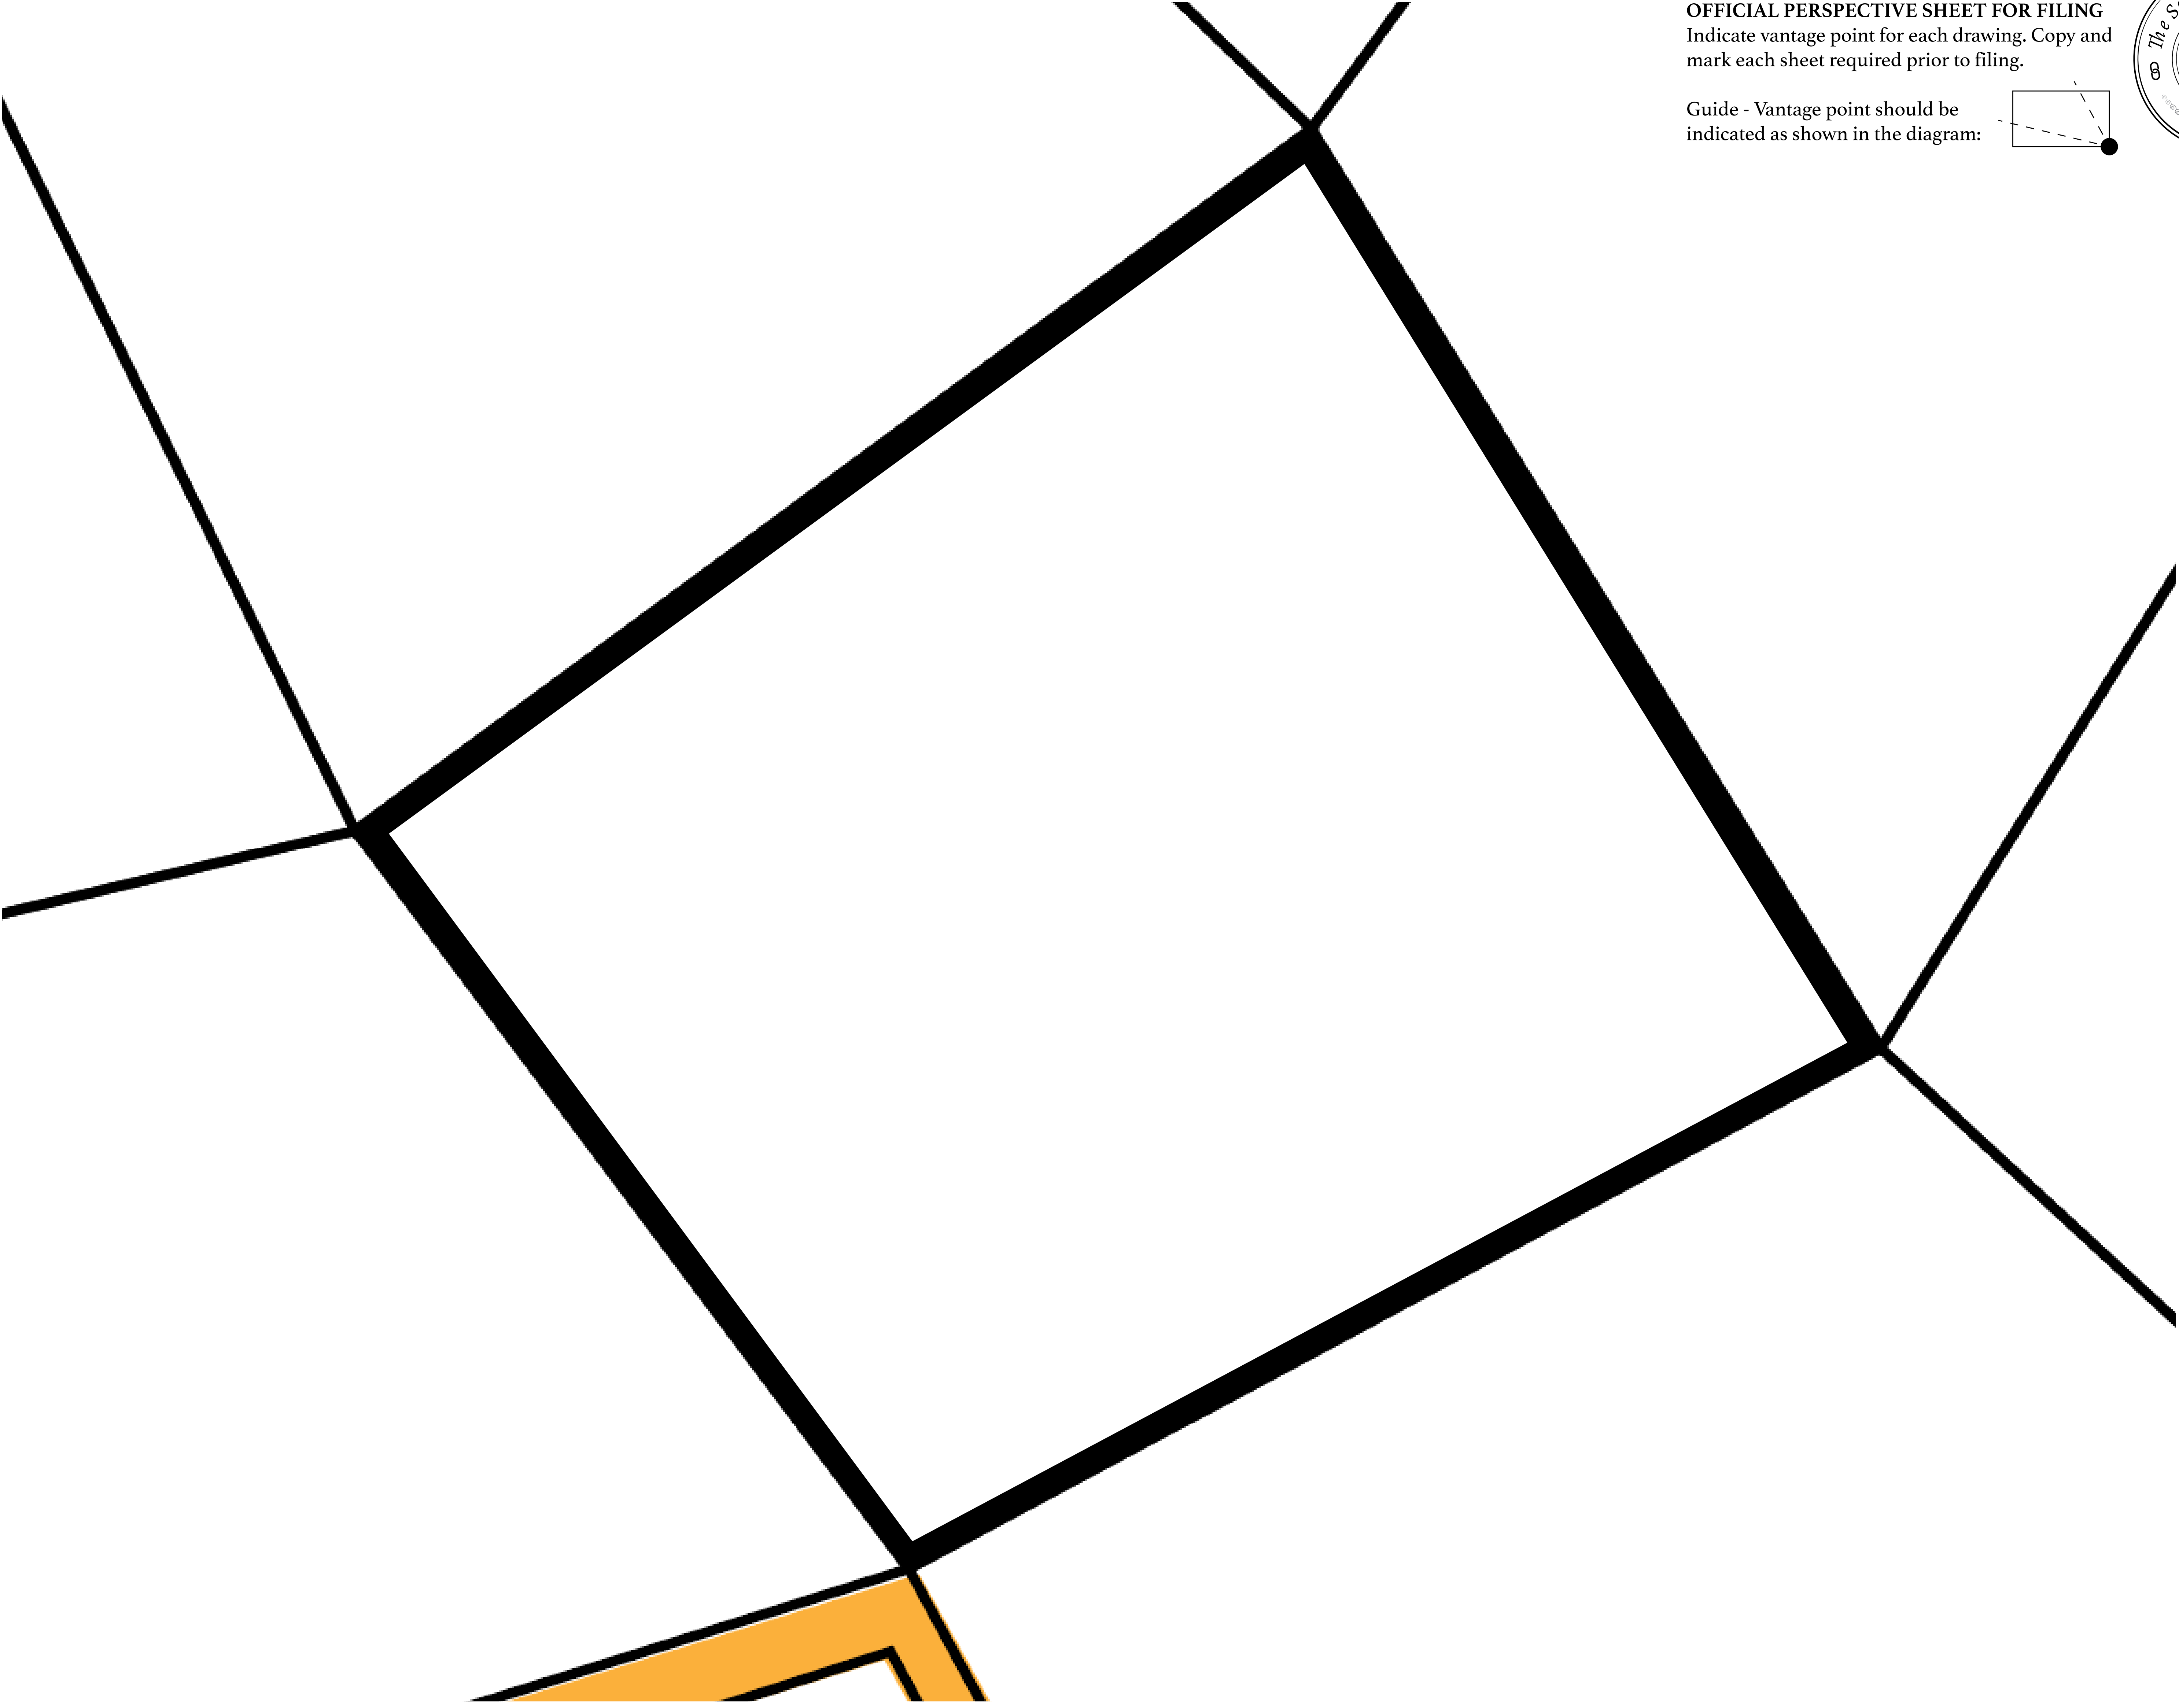 OFFICIAL PERSPECTIVE SHEET FOR FILING
Indicate vantage point for each drawing. Copy and
mark each sheet required prior to filing.
Guide - Vantage point should be
indicated as shown in the diagram:
The